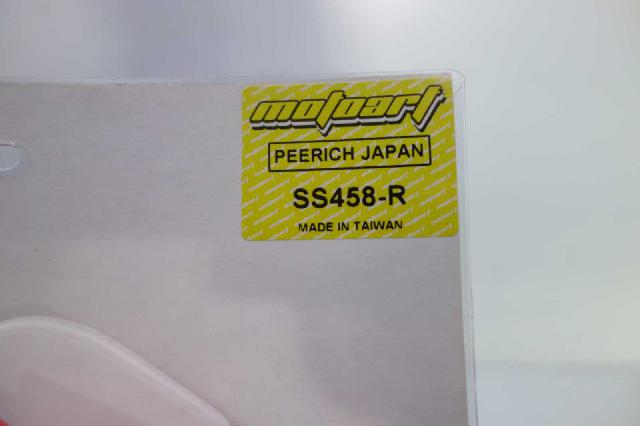 motoart
PEERICH JAPAN
SS458-R
MADE IN TAIWAN